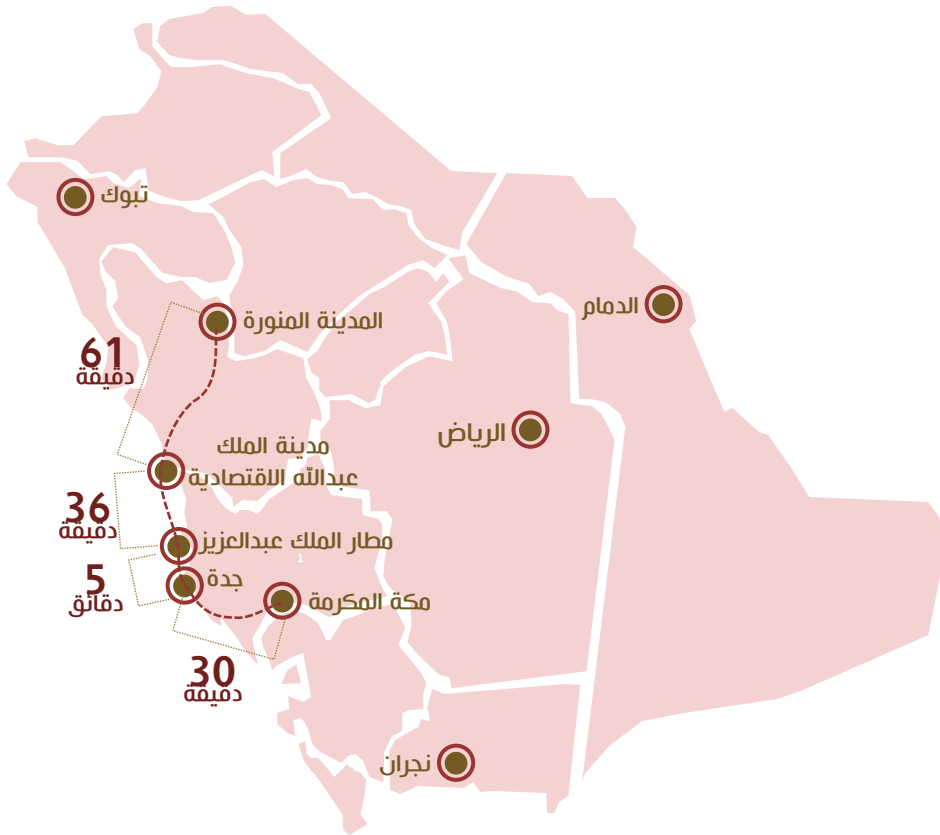 تبوك
الدمام
المدينة المنورة
61
دقيقة
الرياض
مدينة الملك
عبدالله الاقتصادية
36
دقيقة
مطار الملك عبدالعزيز
1
جدة
5
دقائق
مكة المكرمة
30
دقيقة
نجران